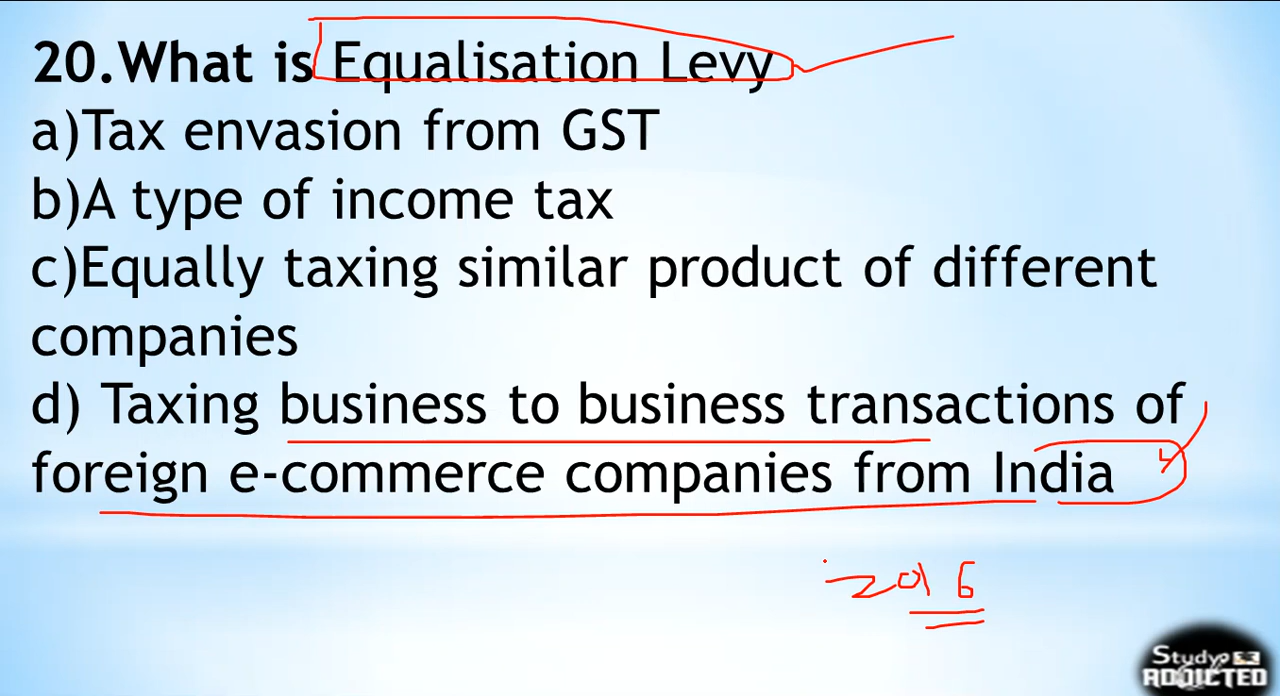 20.What is Equalisation Levy
a)Tax envasion from GST
b)A type of income tax
c)Equally taxing similar product of different
companies
d) Taxing business to business transactions of
foreign e-commerce companies from India
2016
Study
ADDICTED